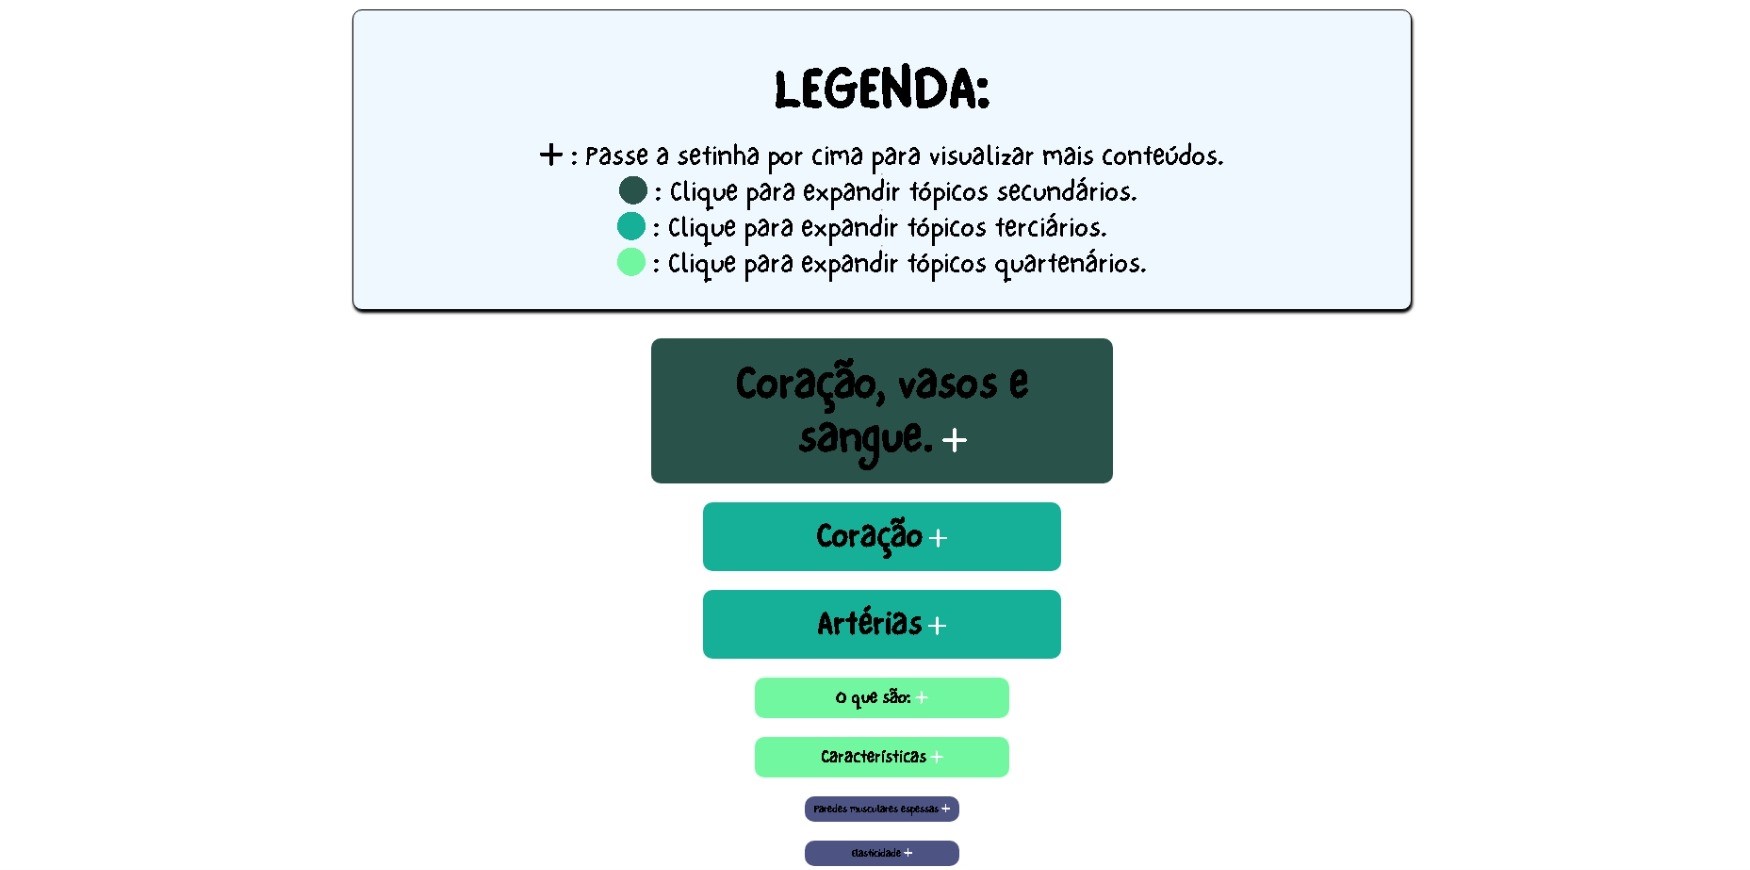 LEGENDA:
+ : Passe a setinha por cima para visualizar mais conteúdos.
: Clique para expandir tópicos secundários.
: Clique para expandir tópicos terciários.
: Clique para expandir tópicos quartenários.
Coração, vasos e
sangue. +
Coração +
Artérias +
O que são: +
Características +
Paredes musculares espessas +
Elasticidade +